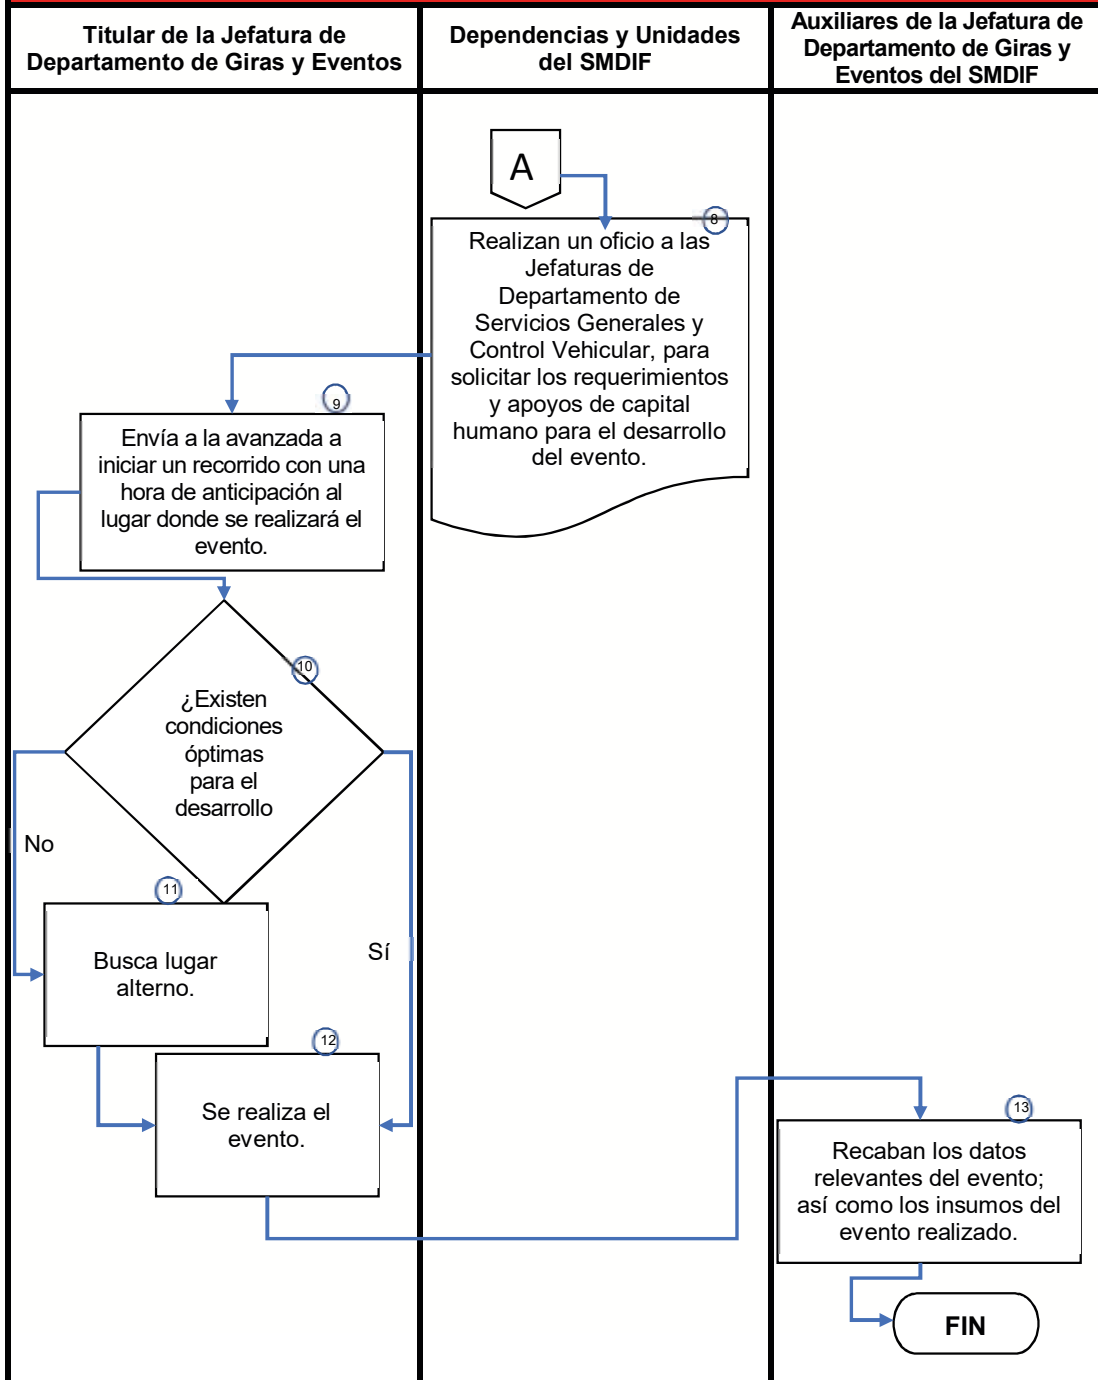 Titular de la Jefatura de
Departamento de Giras y Eventos
Dependencias y Unidades
del SMDIF
Auxiliares de la Jefatura de
Departamento de Giras y
Eventos del SMDIF
A
8
Realizan un oficio a las
Jefaturas de
Departamento de
Servicios Generales y
Control Vehicular, para
solicitar los requerimientos
y apoyos de capital
humano para el desarrollo
del evento.
9
Envía a la avanzada a
iniciar un recorrido con una
hora de anticipación al
lugar donde se realizará el
evento.
10
¿Existen
condiciones
óptimas
para el
desarrollo
No
Sí
11
Busca lugar
alterno.
12
Se realiza el
evento.
13
Recaban los datos
relevantes del evento;
así como los insumos del
evento realizado.
FIN